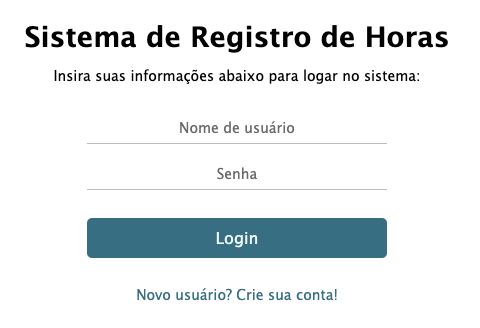 Sistema de Registro de Horas
Insira suas informações abaixo para logar no sistema:
Nome de usuário
Senha
Login
Novo usuário? Crie sua conta!